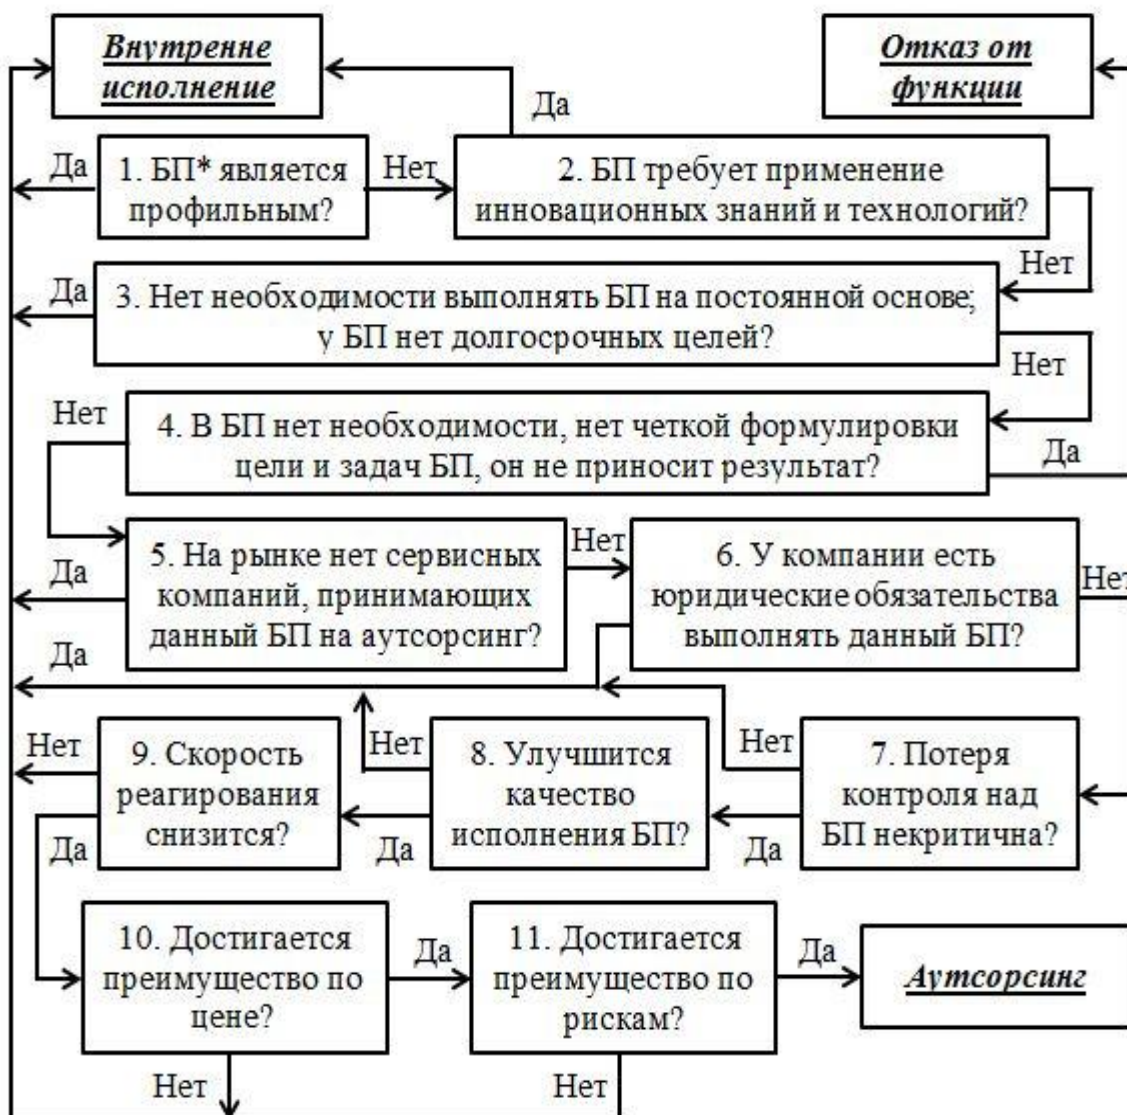 Внутренне
исполнение
Отказ от
функции
Да
Да
1. БП* является
профильным?
Нет
2. БП требует применение
инновационных знаний и технологий?
Нет
Да
3. Нет необходимости выполнять БП на постоянной основе;
у БП нет долгосрочных целей?
Нет
Нет
4. В БП нет необходимости, нет четкой формулировки
цели и задач БП, он не приносит результат?
Да
Да
5. На рынке нет сервисных
компаний, принимающих
данный БП на аутсорсинг?
Нет
6. У компании есть
юридические обязательства
выполнять данный БП?
Нет
Да
Нет
9. Скорость
реагирования
снизится?
Да
Нет
8. Улучшится
качество
исполнения БП?
Да
Нет
7. Потеря
контроля над
БП некритична?
Да
10. Достигается
преимущество по
цене?
Да
11. Достигается
преимущество по
рискам?
Да
Аутсорсинг
Нет
Нет